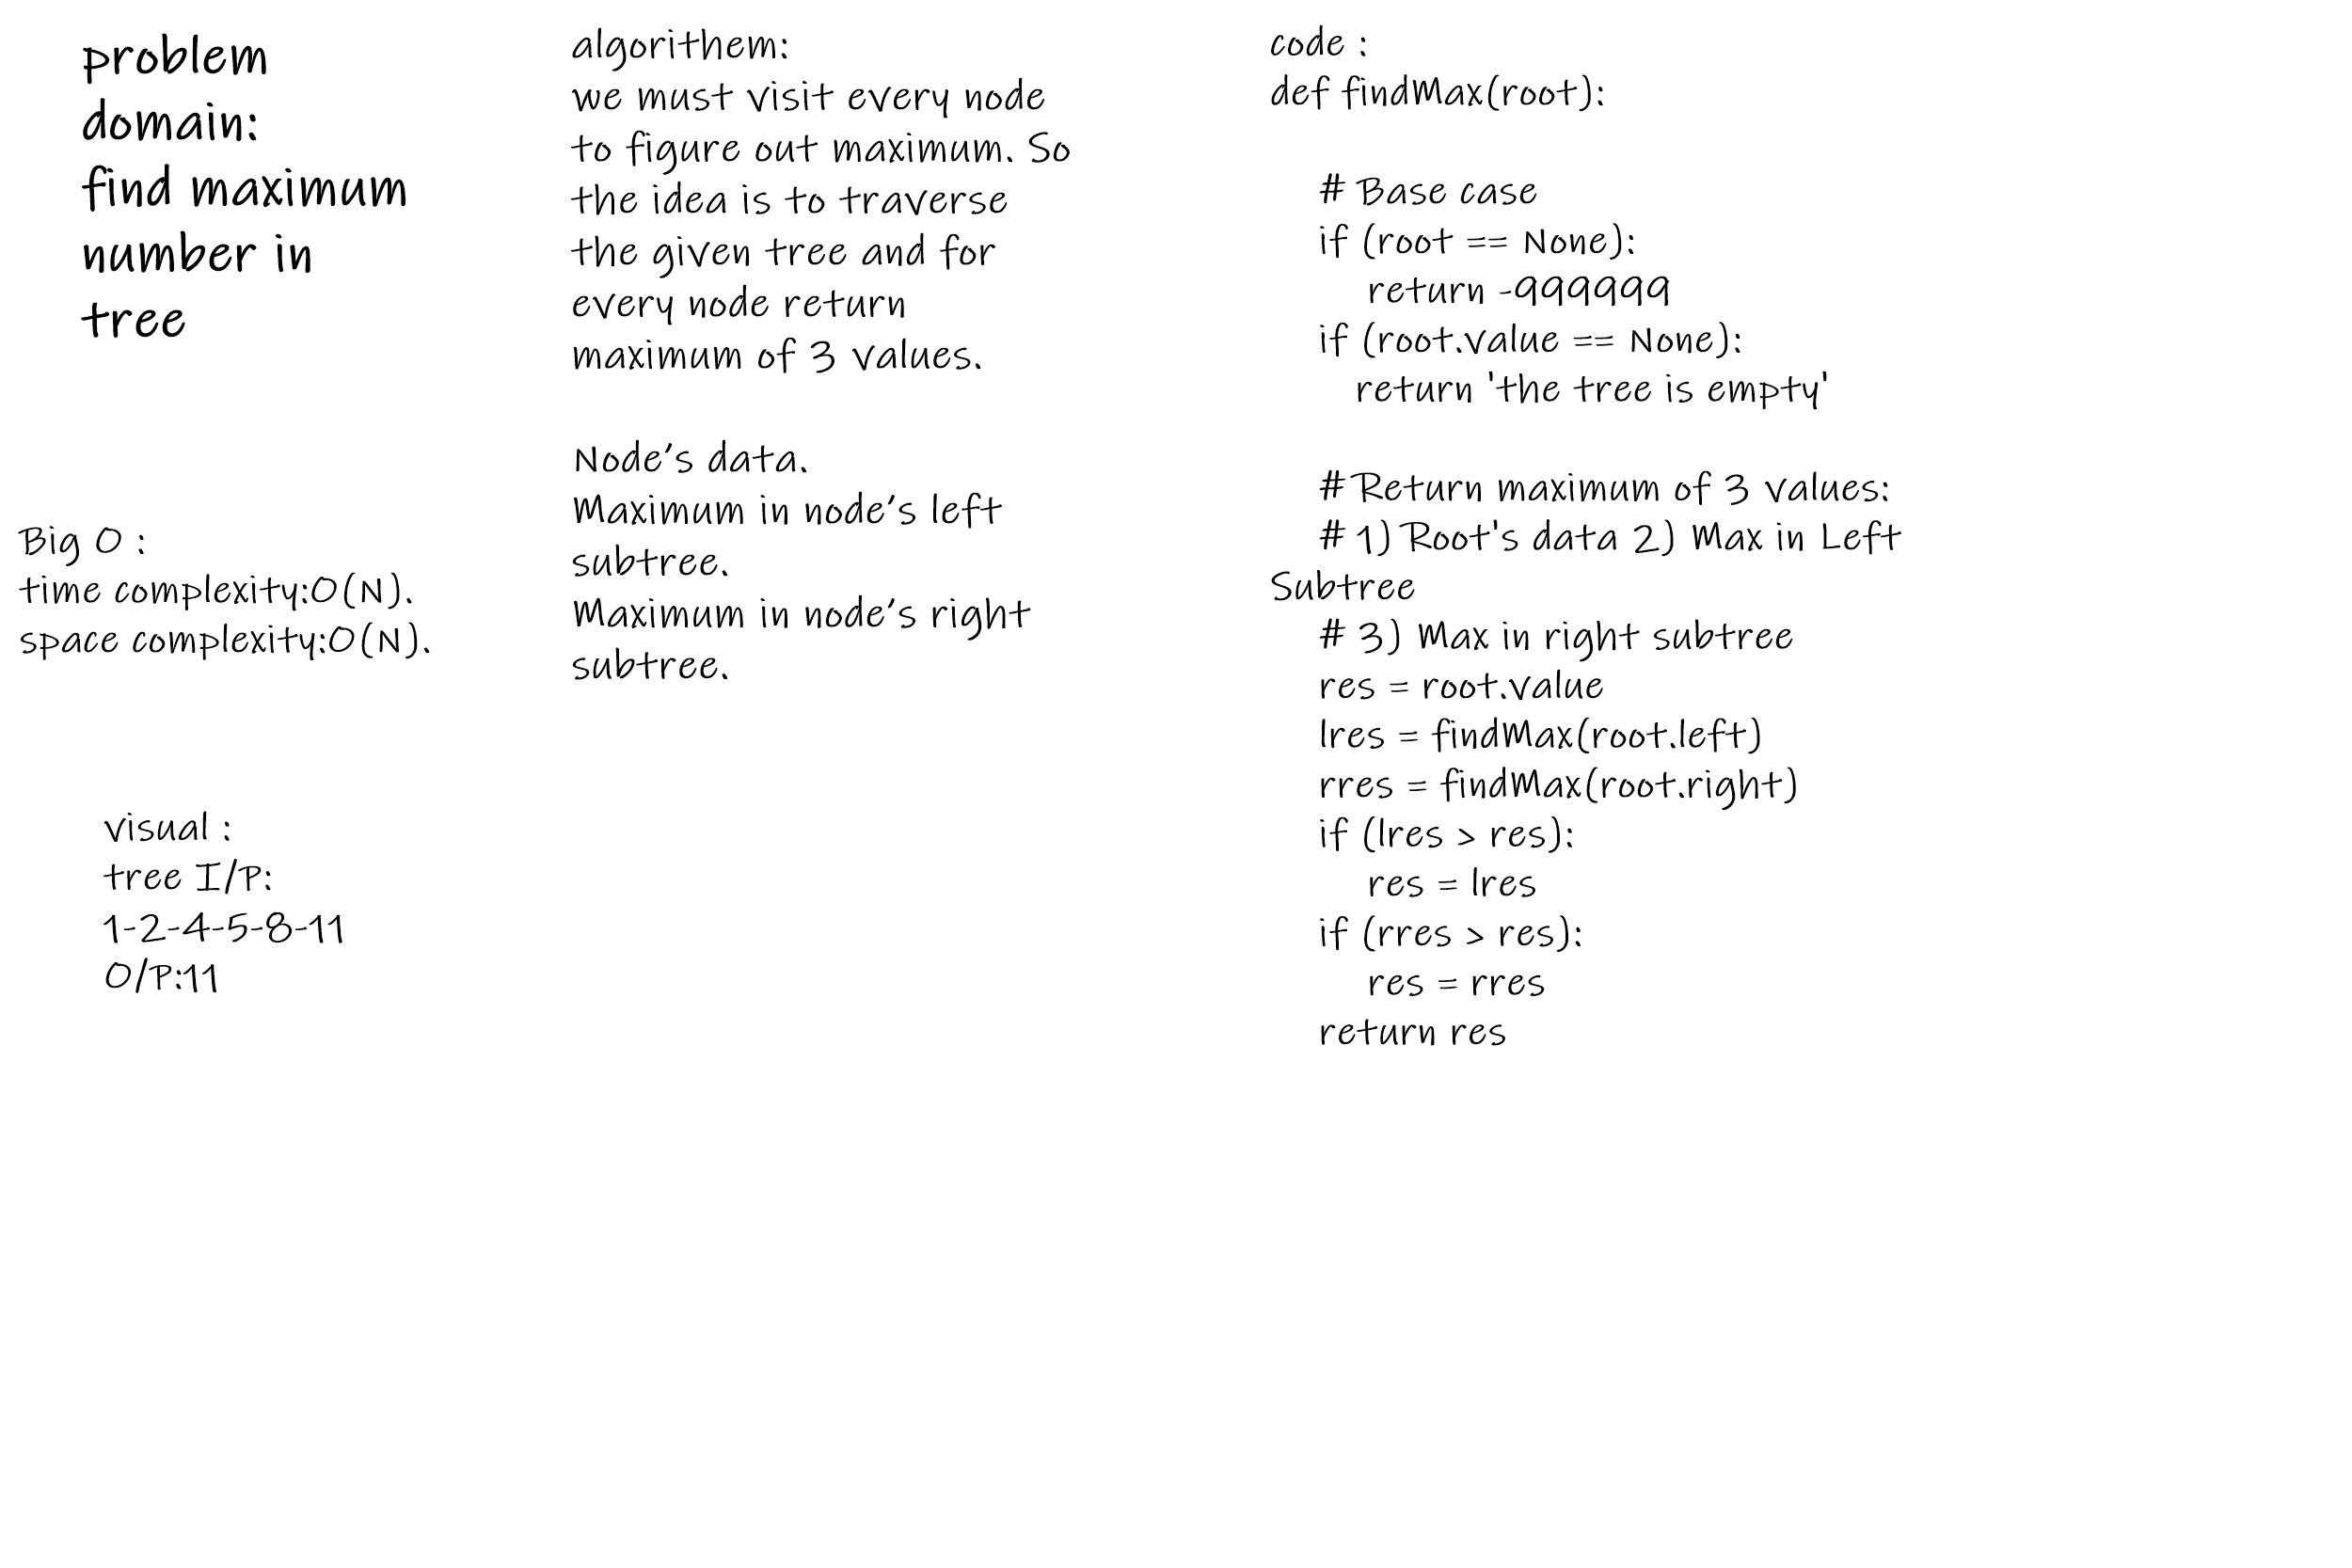 problem
domain:
find maximum
number in
tree
Big O :
time complexity:O(N).
space complexity:O(N).
visual :
tree I/P:
1-2-4-5-8-11
O/P:11
algorithem:
we must visit every node
to figure out maximum. So
the idea is to traverse
the given tree and for
every node return
maximum of 3 values.
Node’s data.
Maximum in node’s left
subtree.
Maximum in node’s right
subtree.
code :
def findMax(root):
# Base case
if (root == None):
return -999999
if (root.value == None):
return 'the tree is empty'
#Return maximum of 3 values:
# 1) Root's data 2) Max in Left
Subtree
# 3) Max in right subtree
res = root.value
lres = findMax(root.left)
rres = findMax(root.right)
if (lres > res):
res = lres
if (rres > res):
res = rres
return res